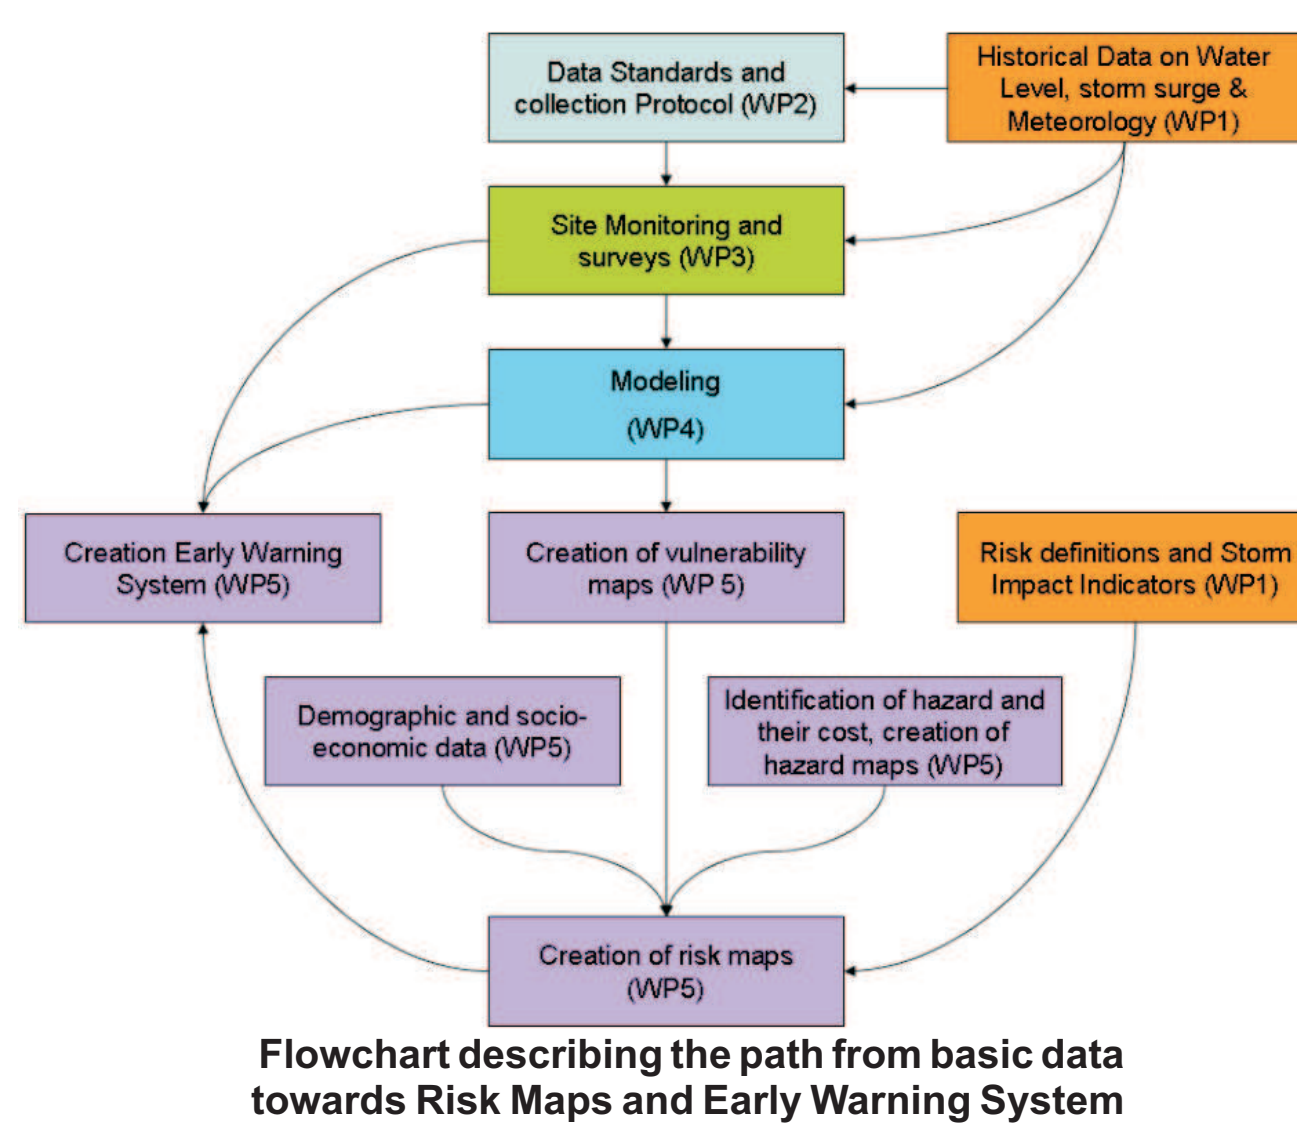 Data Standards and
collection Protocol (WP2)
Historical Data on Water
Level, storm surge &
Meteorology (WP1)
Site Monitoring and
surveys (WP3)
Modeling
(WP4)
Creation Early Warning
System (WP5)
Creation of vulnerability
maps (WP 5)
Risk definitions and Storm
Impact Indicators (WP1)
Demographic and socio-
economic data (WP5)
Identification of hazard and
their cost, creation of
hazard maps (WP5)
Creation of risk maps
(WP5)
Flowchart describing the path from basic data
towards Risk Maps and Early Warning System